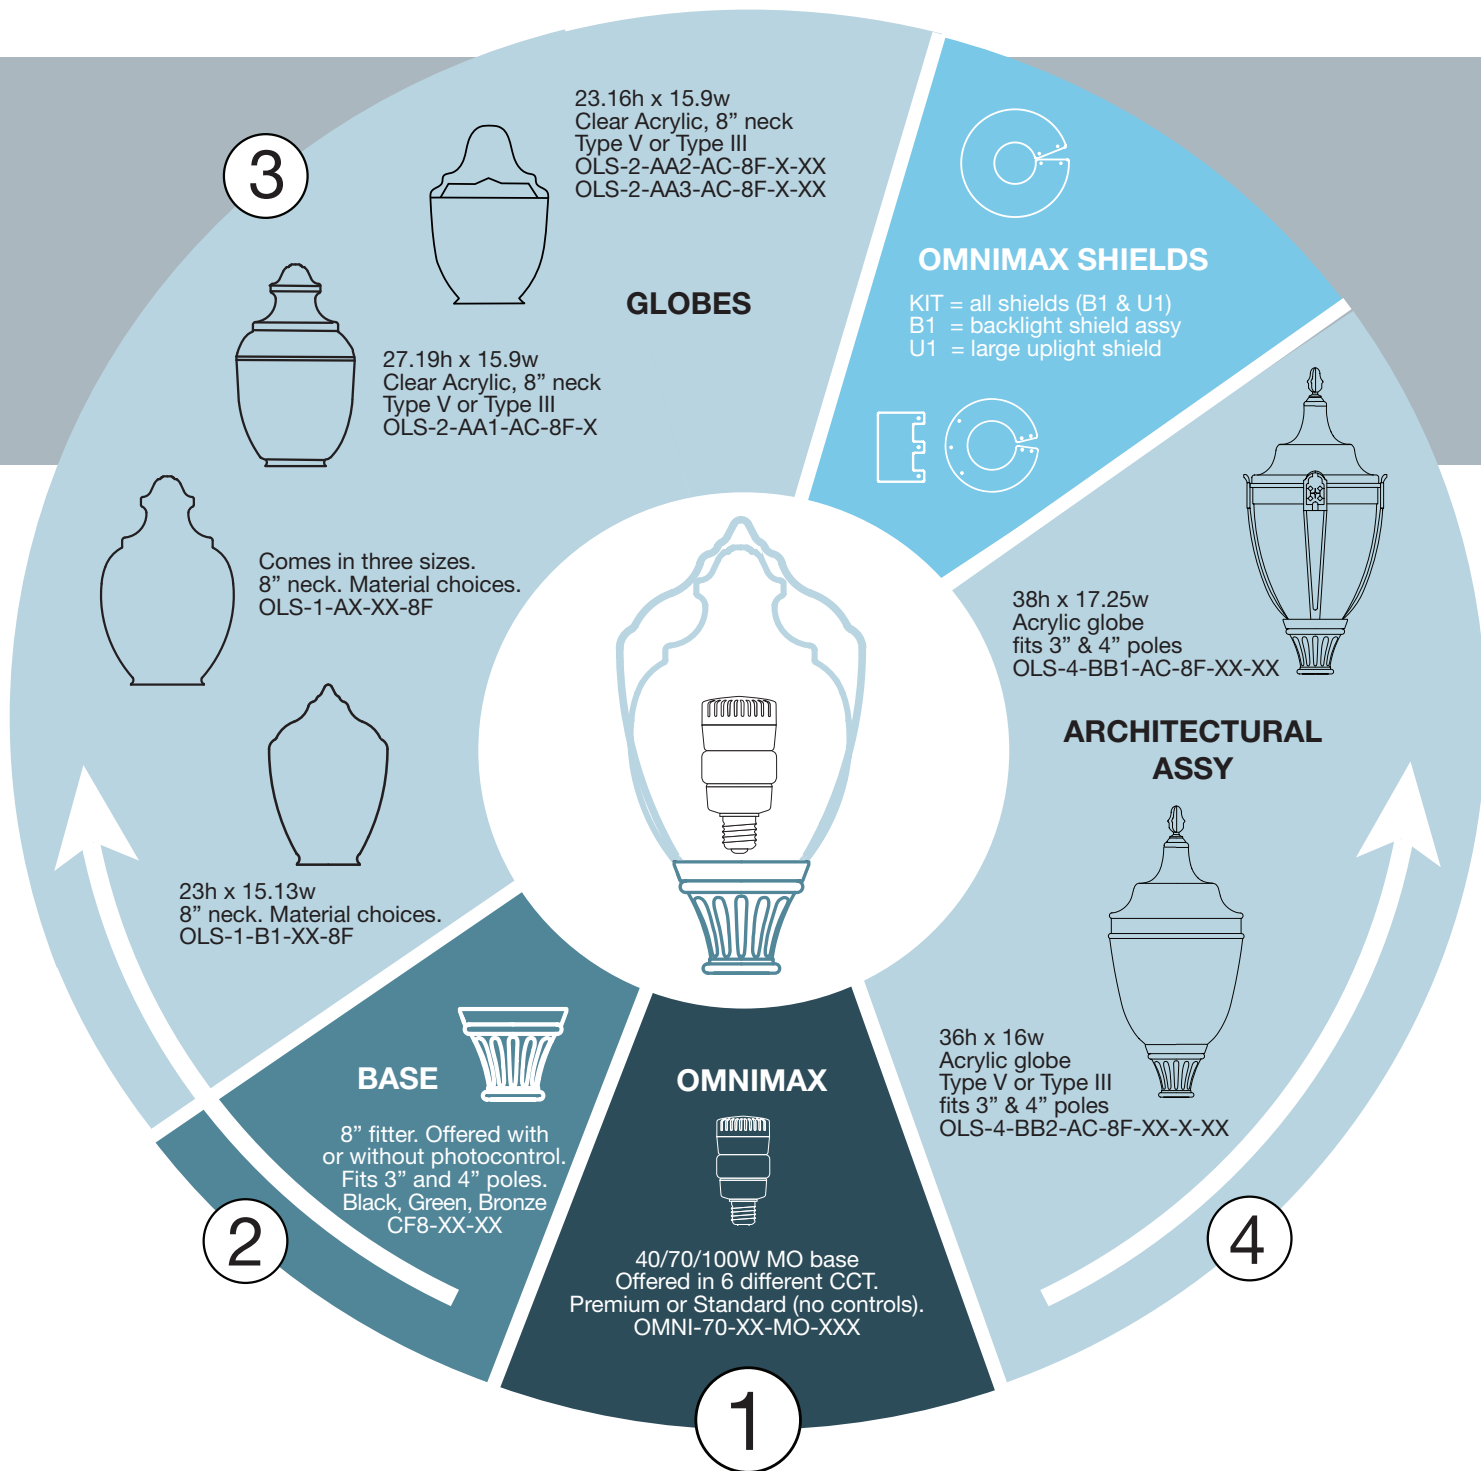 3
23.16h x 15.9w
Clear Acrylic, 8” neck
Type V or Type III
OLS-2-AA2-AC-8F-X-XX
OLS-2-AA3-AC-8F-X-XX
GLOBES
27.19h x 15.9w
Clear Acrylic, 8” neck
Type V or Type III
OLS-2-AA1-AC-8F-X
Comes in three sizes.
8” neck. Material choices.
OLS-1-AX-XX-8F
23h x 15.13w
8” neck. Material choices.
OLS-1-B1-XX-8F
OMNIMAX SHIELDS
KIT = all shields (B1 & U1)
B1 = backlight shield assy
U1 = large uplight shield
38h x 17.25w
Acrylic globe
fits 3” & 4” poles
OLS-4-BB1-AC-8F-XX-XX
ARCHITECTURAL
ASSY
36h x 16w
Acrylic globe
Type V or Type III
fits 3” & 4” poles
OLS-4-BB2-AC-8F-XX-X-XX
4
BASE
8” fitter. Offered with
or without photocontrol.
Fits 3” and 4” poles.
Black, Green, Bronze
CF8-XX-XX
2
OMNIMAX
40/70/100W MO base
Offered in 6 different CCT.
Premium or Standard (no controls).
OMNI-70-XX-MO-XXX
1